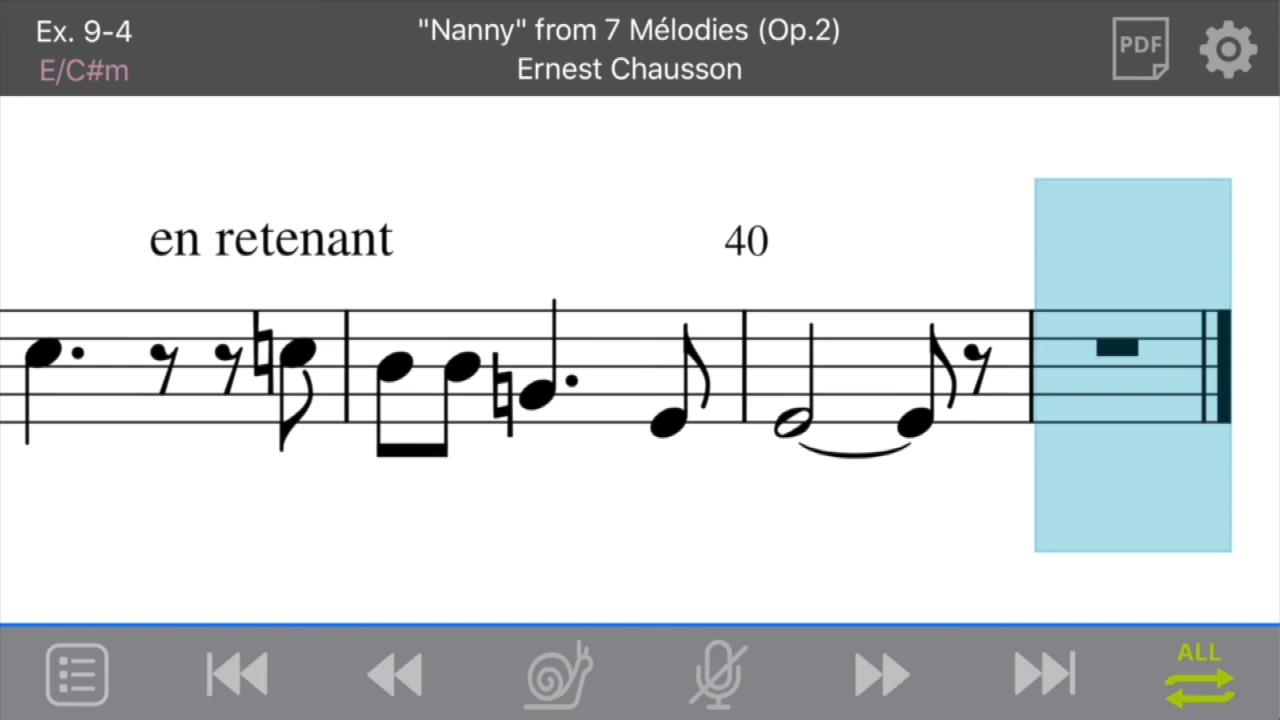 Ex. 9-4
E/C#m
"Nanny" from 7 Mélodies (Op.2)
Ernest Chausson
PDF
en retenant
40
ALL